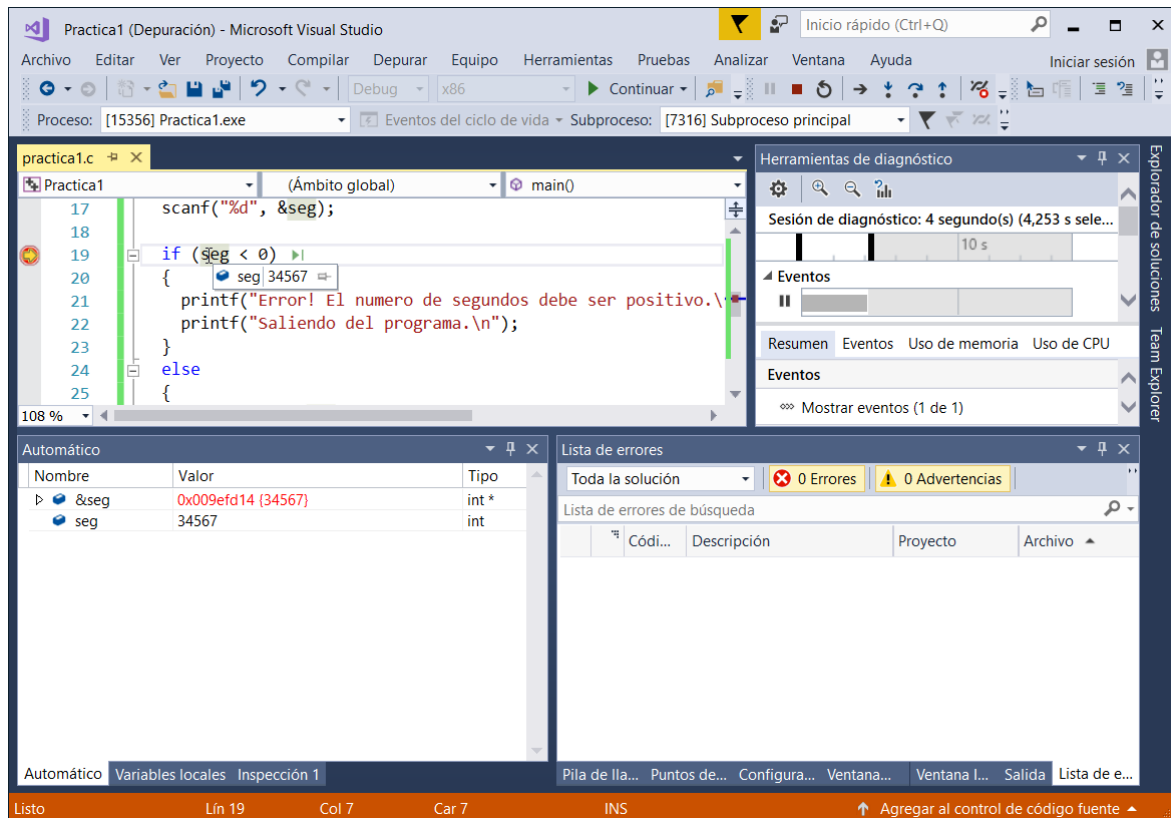 Practica1 (Depuración) - Microsoft Visual Studio
Inicio rápido (Ctrl+Q)
Archivo Editar Ver Proyecto Compilar Depurar Equipo Herramientas Pruebas Analizar Ventana Ayuda Iniciar sesión
Debug x86 Continuar
Proceso: [15356] Practica1.exe Eventos del ciclo de vida Subproceso: [7316] Subproceso principal
practica1.c
Practica1 (Ámbito global) main()
17 scanf("%d", &seg);
18
19 if (seg < 0)
20 {
seg 34567
21 printf("Error! El numero de segundos debe ser positivo.\
22 printf("Saliendo del programa.\n");
23 }
24 else
25 {
108 %
Herramientas de diagnóstico
Sesión de diagnóstico: 4 segundo(s) (4,253 s sele...
10 s
Eventos
Resumen Eventos Uso de memoria Uso de CPU
Eventos
Mostrar eventos (1 de 1)
Explorador de soluciones
Team Explorer
Automático
Nombre Valor Tipo
&seg 0x009efd14 {34567} int *
seg 34567 int
Automático Variables locales Inspección 1
Lista de errores
Toda la solución 0 Errores 0 Advertencias
Lista de errores de búsqueda
Códi... Descripción Proyecto Archivo
Pila de lla... Puntos de... Configura... Ventana... Ventana I... Salida Lista de e...
Listo Lín 19 Col 7 Car 7 INS Agregar al control de código fuente